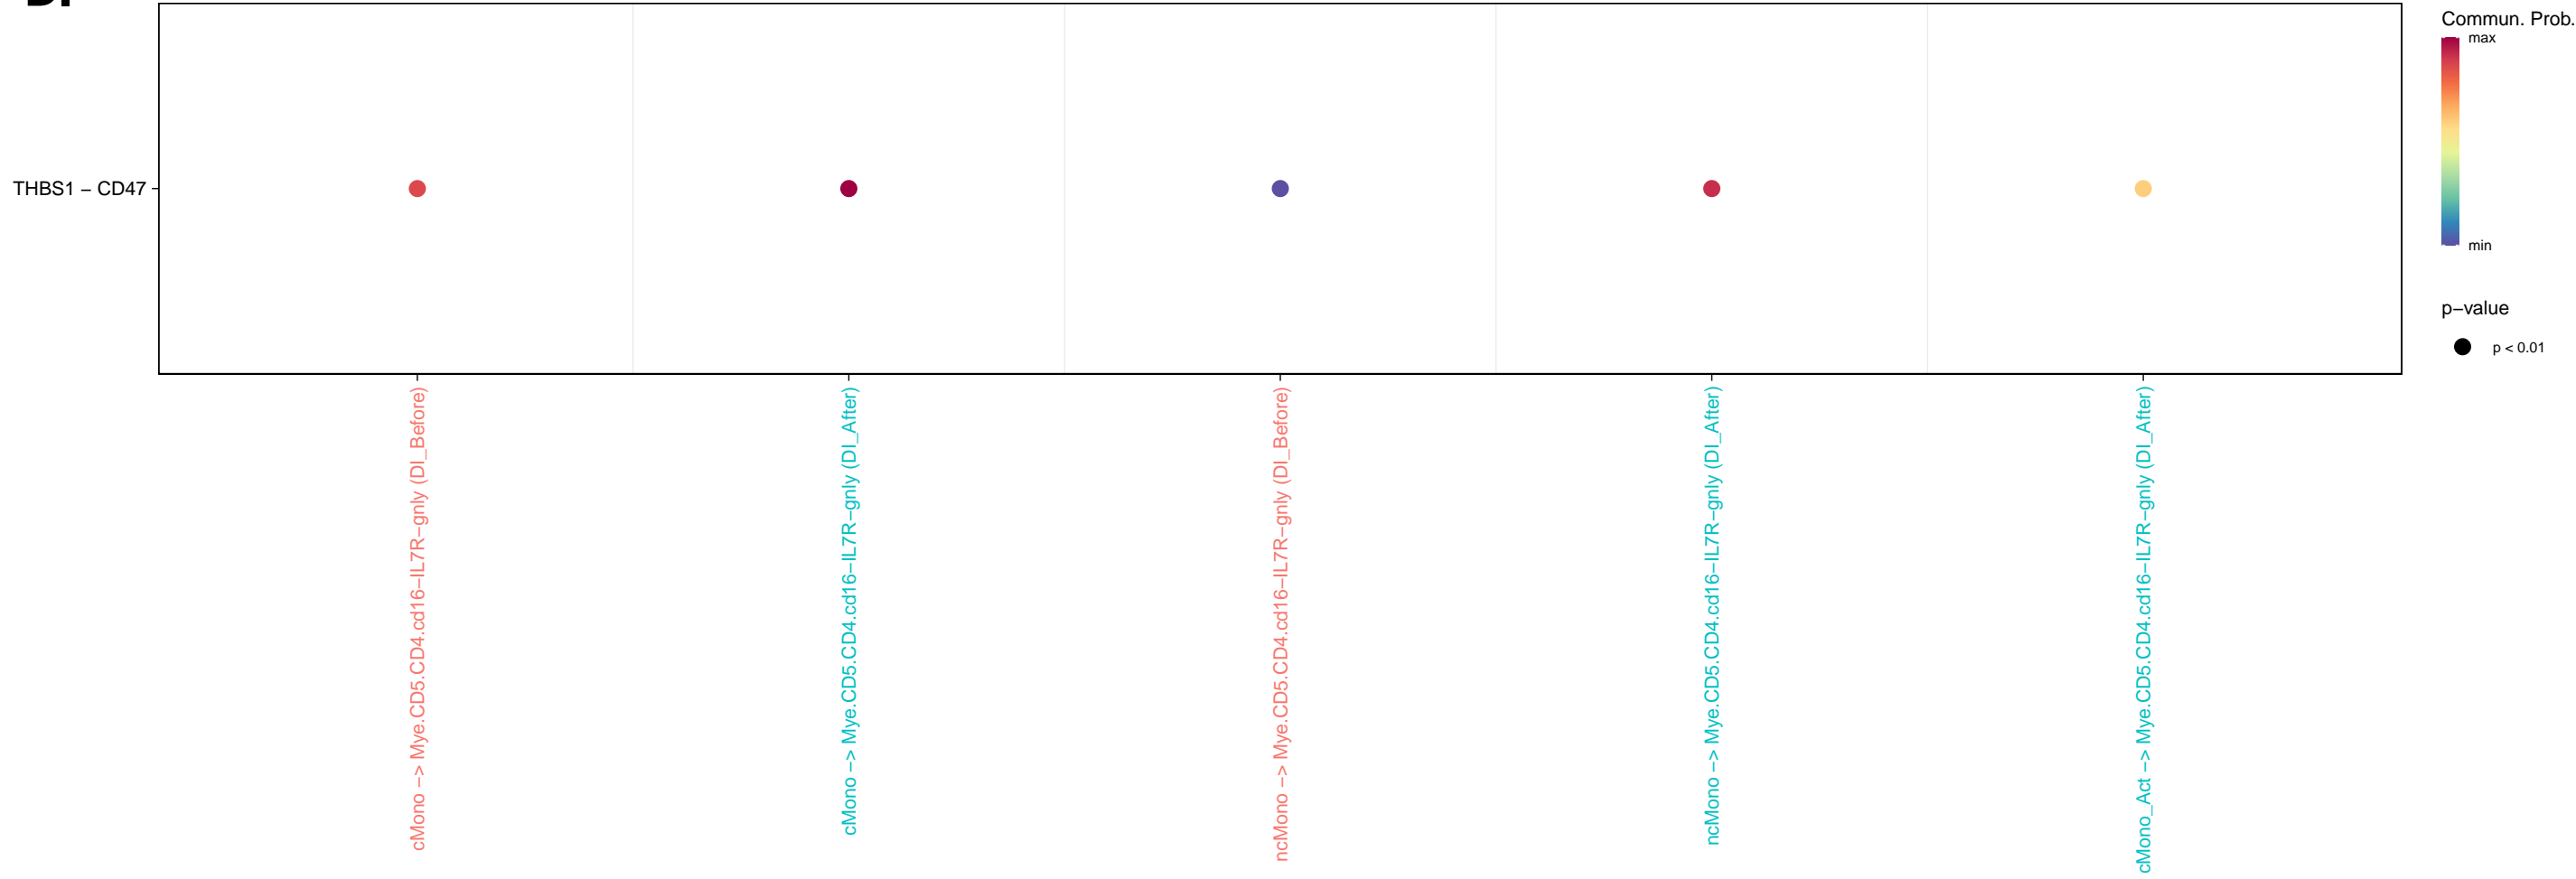 THBS1 − CD47
cMono −> Mye.CD5.CD4.cd16−IL7R−gnly (DI_Before)
cMono −> Mye.CD5.CD4.cd16−IL7R−gnly (DI_After)
ncMono −> Mye.CD5.CD4.cd16−IL7R−gnly (DI_Before)
ncMono −> Mye.CD5.CD4.cd16−IL7R−gnly (DI_After)
cMono_Act −> Mye.CD5.CD4.cd16−IL7R−gnly (DI_After)
Commun. Prob.
max
min
p−value
p < 0.01